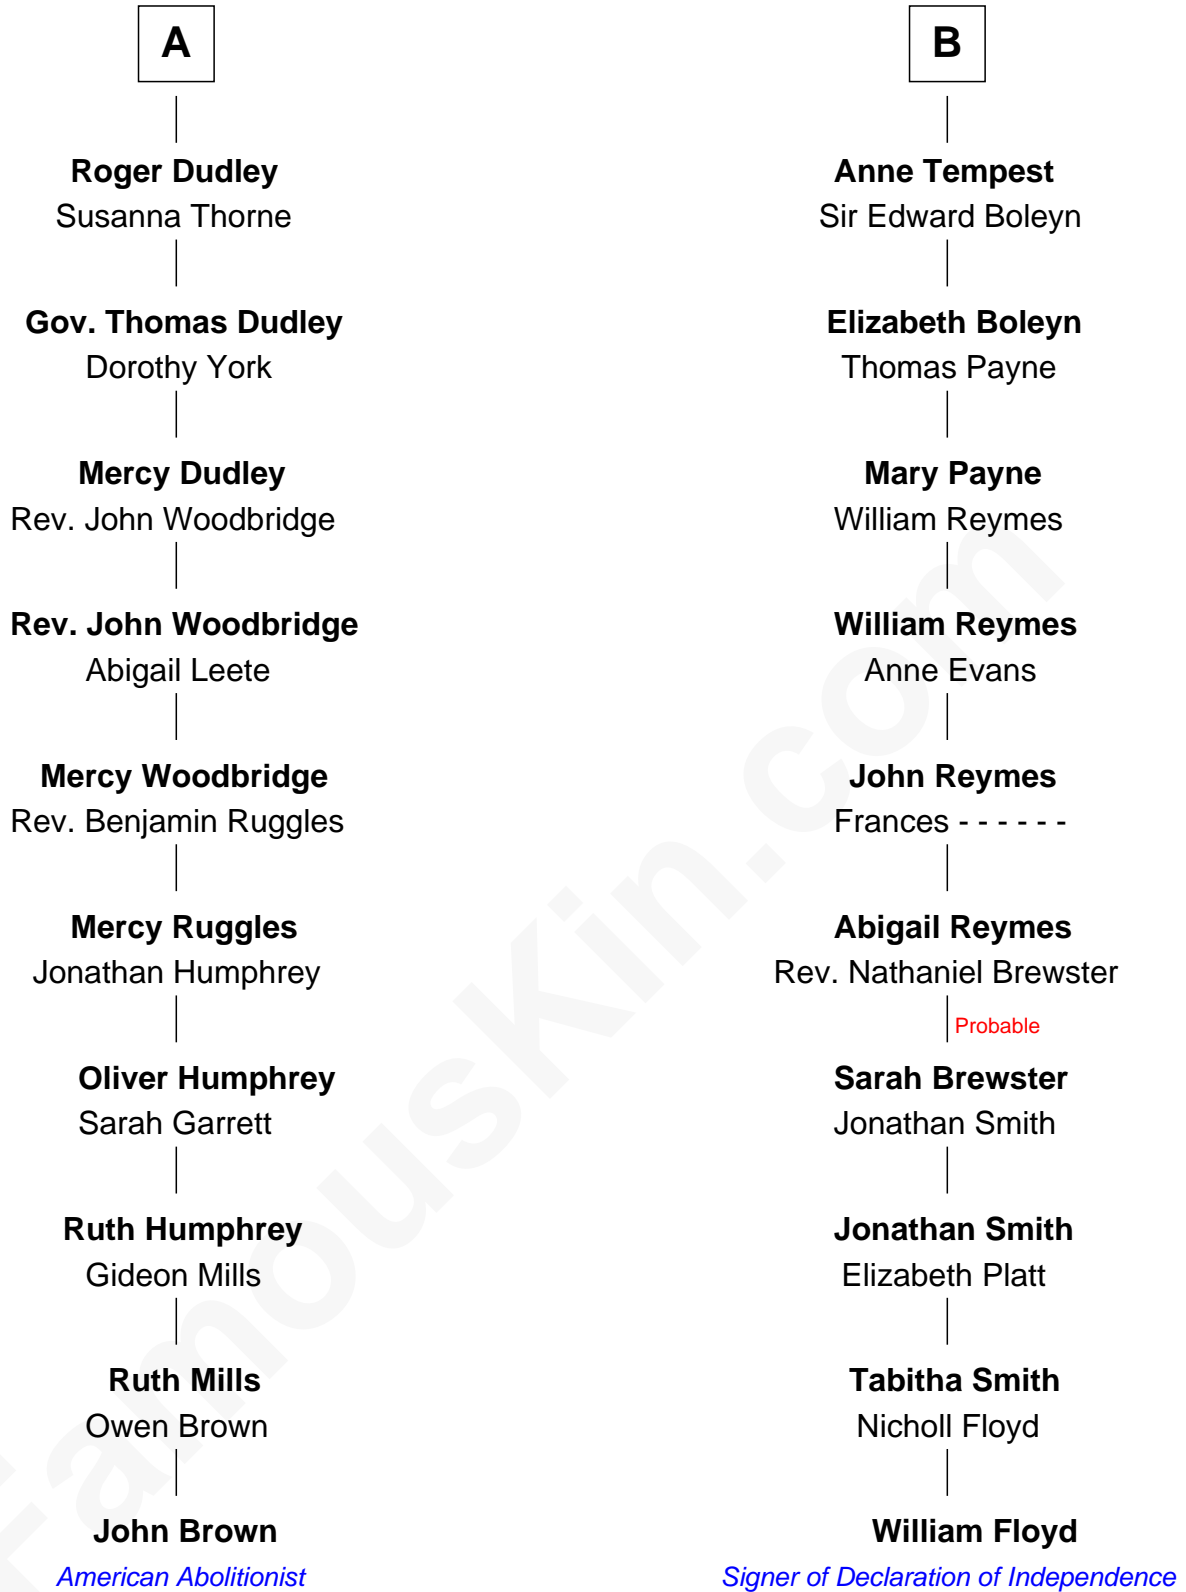 A
Roger Dudley
Susanna Thorne
Gov. Thomas Dudley
Dorothy York
Mercy Dudley
Rev. John Woodbridge
Rev. John Woodbridge
Abigail Leete
Mercy Woodbridge
Rev. Benjamin Ruggles
Mercy Ruggles
Jonathan Humphrey
Oliver Humphrey
Sarah Garrett
Ruth Humphrey
Gideon Mills
Ruth Mills
Owen Brown
John Brown
American Abolitionist
B
Anne Tempest
Sir Edward Boleyn
Elizabeth Boleyn
Thomas Payne
Mary Payne
William Reymes
William Reymes
Anne Evans
John Reymes
Frances - - - - - -
Abigail Reymes
Rev. Nathaniel Brewster
Probable
Sarah Brewster
Jonathan Smith
Jonathan Smith
Elizabeth Platt
Tabitha Smith
Nicholl Floyd
William Floyd
Signer of Declaration of Independence
FamousKin.com